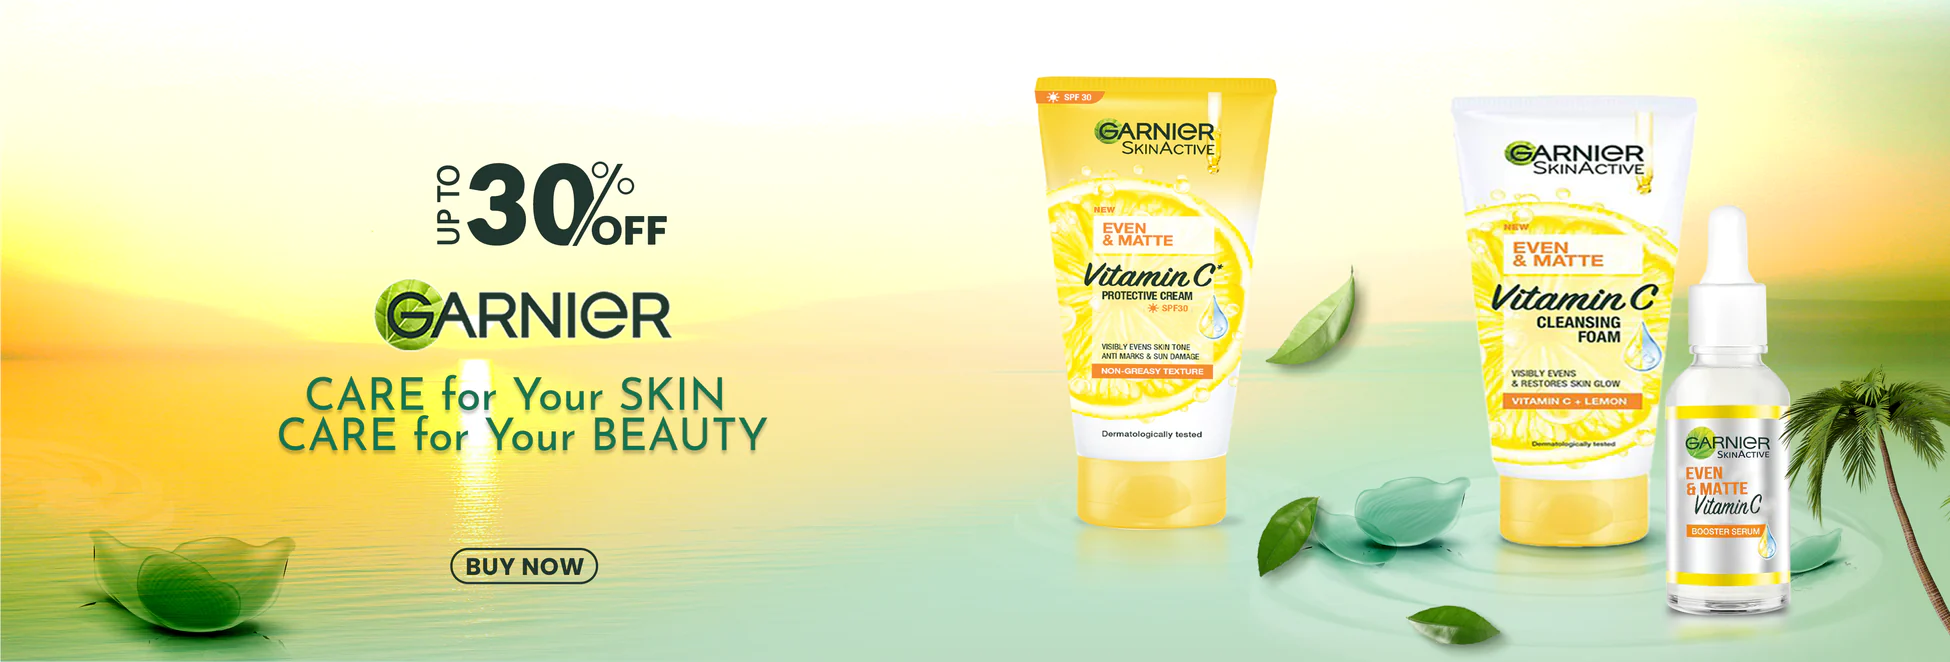 UP TO 30% OFF
GARNIER
CARE for Your SKIN
CARE for Your BEAUTY
BUY NOW
SPF 30
GARNIER
SKINACTIVE
NEW
EVEN
& MATTE
Vitamin C*
PROTECTIVE CREAM
SPF30
VISIBLY EVENS SKIN TONE
ANTI MARKS & SUN DAMAGE
NON-GREASY TEXTURE
Dermatologically tested
GARNIER
SKINACTIVE
NEW
EVEN
& MATTE
Vitamin C
CLEANSING
FOAM
VISIBLY EVENS
& RESTORES SKIN GLOW
VITAMIN C + LEMON
Dermatologically tested
GARNIER
SKINACTIVE
EVEN
& MATTE
Vitamin C
BOOSTER SERUM